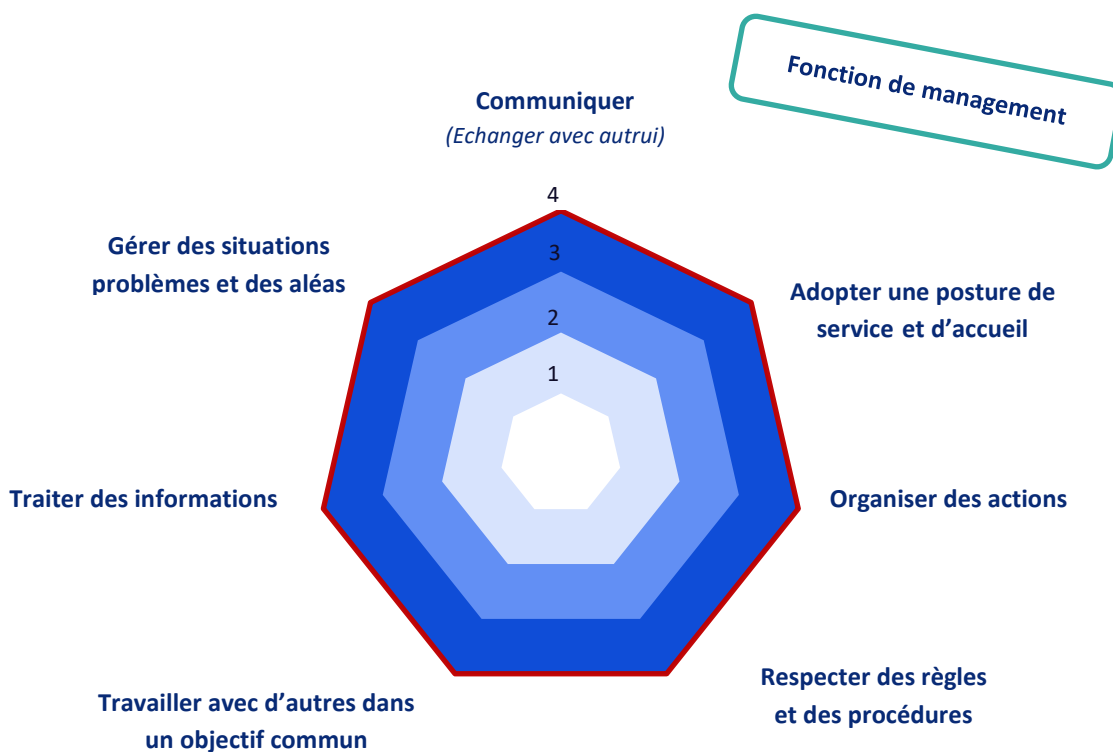 Fonction de management
Communiquer
(Echanger avec autrui)
4
3
2
1
Gérer des situations
problèmes et des aléas
Adopter une posture de
service et d’accueil
Traiter des informations
Organiser des actions
Travailler avec d’autres dans
un objectif commun
Respecter des règles
et des procédures